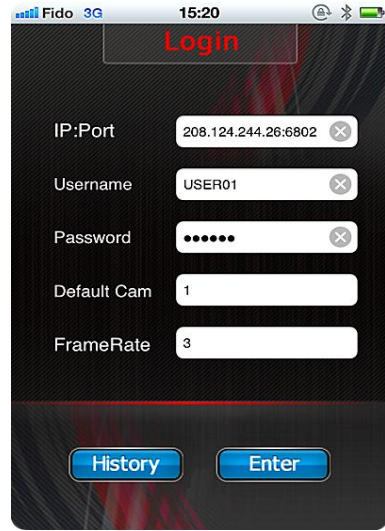 Fido 3G 15:20
Login
IP:Port 208.124.244.26:6802
Username USER01
Password ••••••
Default Cam 1
FrameRate 3
History Enter